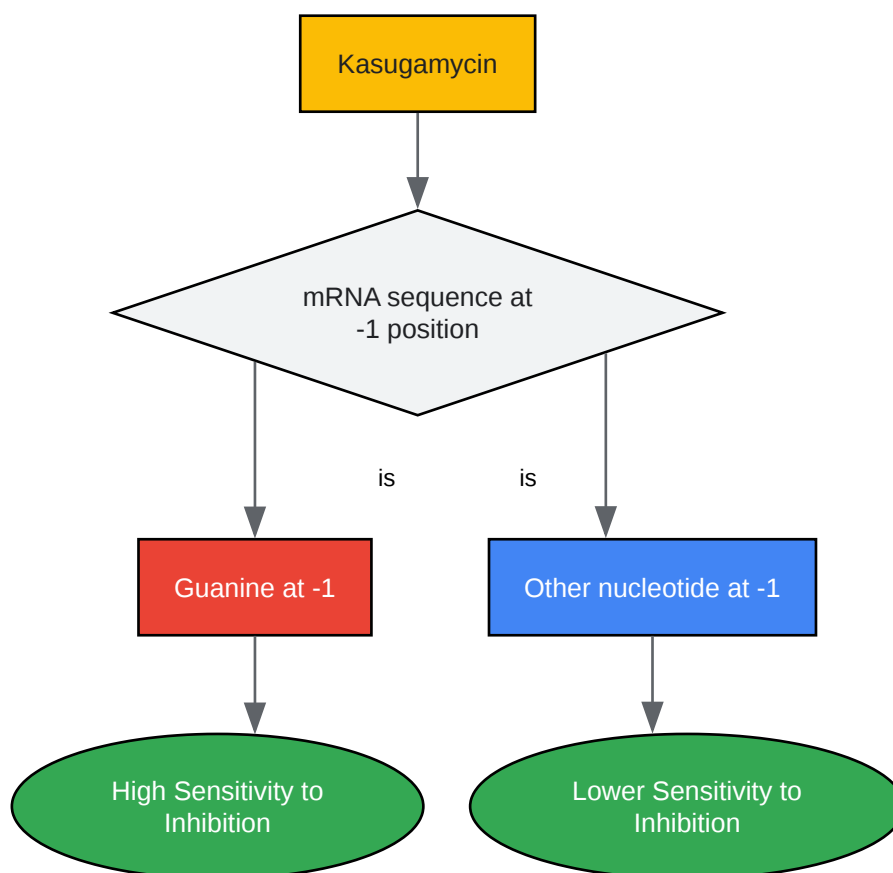 Kasugamycin
mRNA sequence at
-1 position
is
is
Guanine at -1
Other nucleotide at -1
High Sensitivity to
Inhibition
Lower Sensitivity to
Inhibition